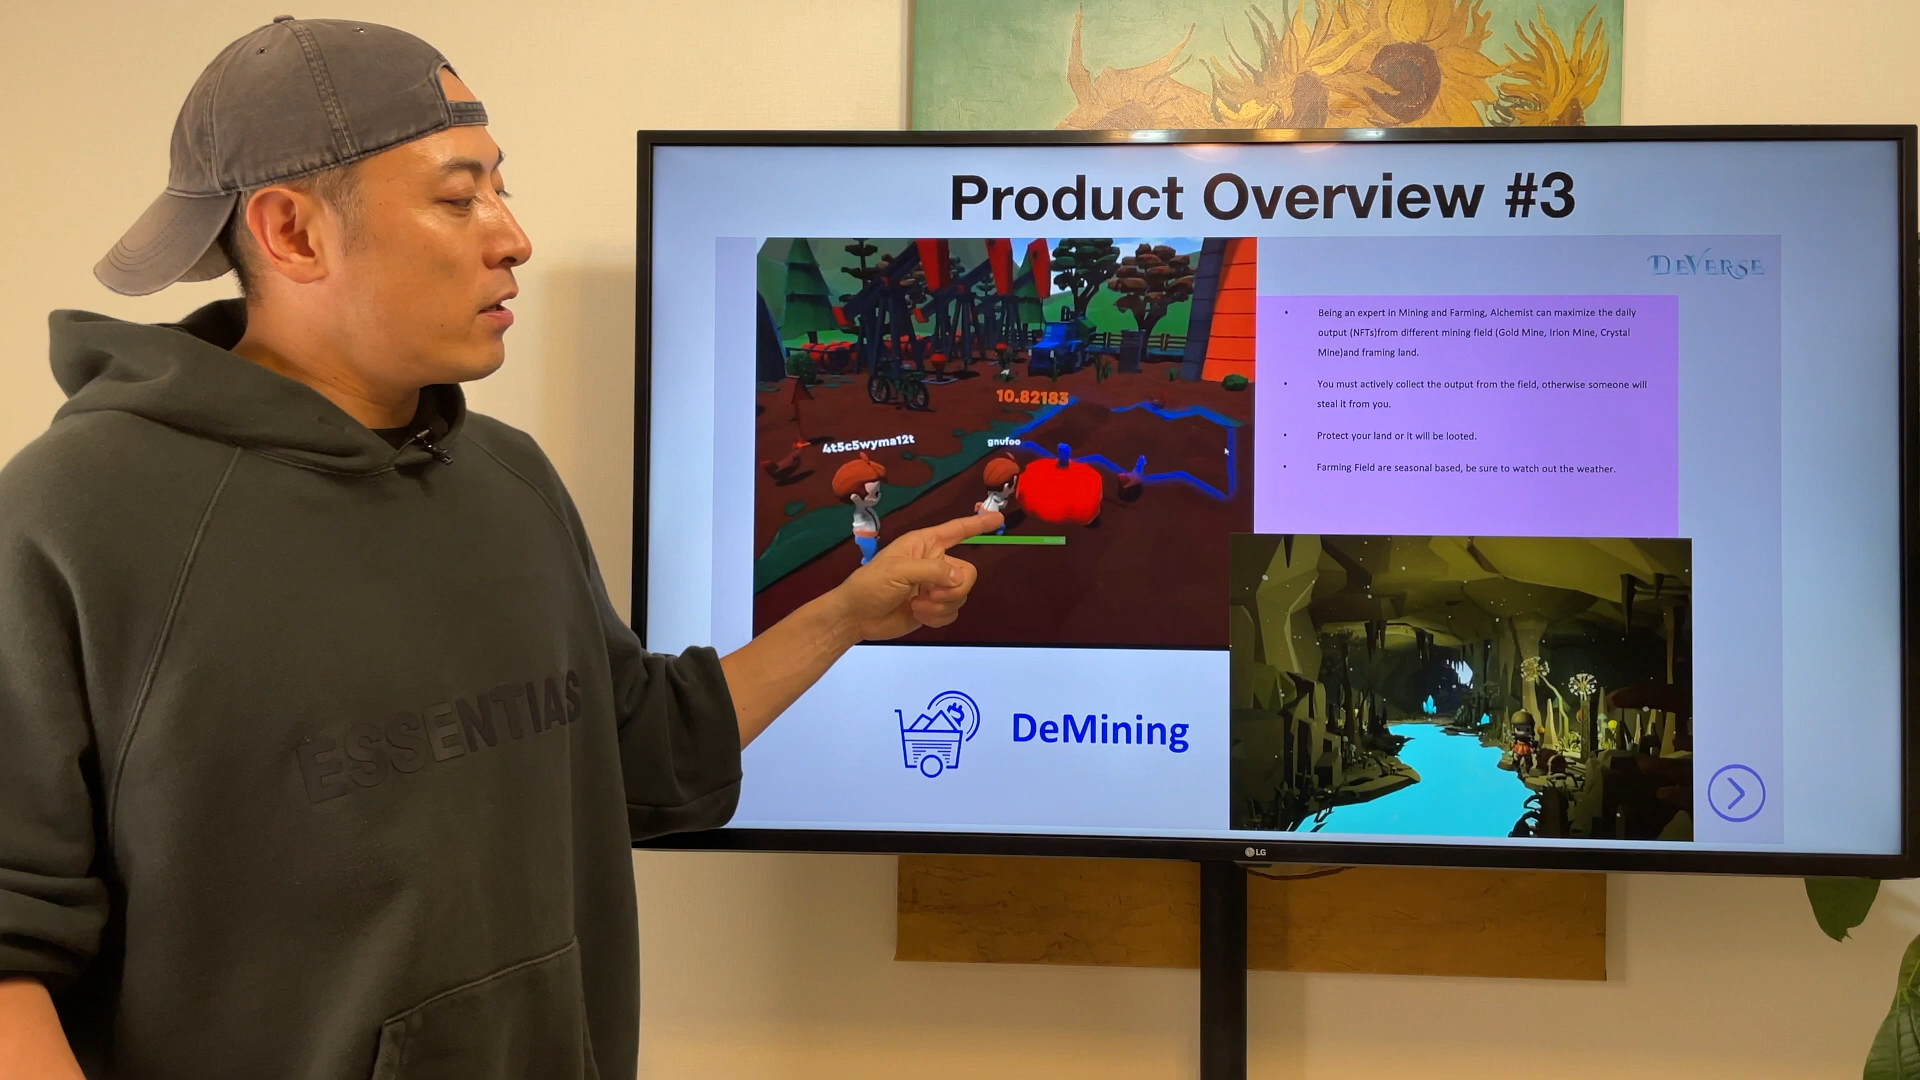 Product Overview #3
DEVERSE
10.82183
4t5c5wyma12t
gnufoo
• Being an expert in Mining and Farming, Alchemist can maximize the daily
output (NFTs)from different mining field (Gold Mine, Irion Mine, Crystal
Mine)and framing land.
• You must actively collect the output from the field, otherwise someone will
steal it from you.
• Protect your land or it will be looted.
• Farming Field are seasonal based, be sure to watch out the weather.
DeMining
ESSENTIALS
LG